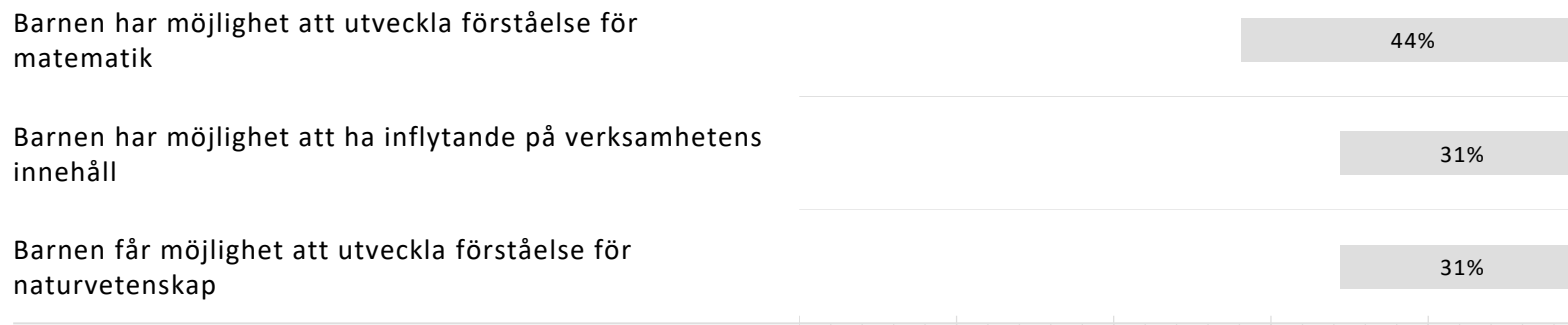 Barnen har möjlighet att utveckla förståelse för
matematik
44%
Barnen har möjlighet att ha inflytande på verksamhetens
innehåll
31%
Barnen får möjlighet att utveckla förståelse för
naturvetenskap
31%